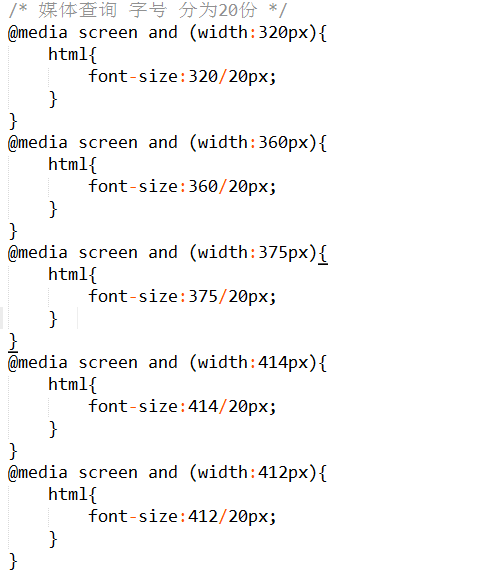 /* 媒体查询 字号 分为20份 */
@media screen and (width:320px){
html{
font-size:320/20px;
}
}
@media screen and (width:360px){
html{
font-size:360/20px;
}
}
@media screen and (width:375px){
html{
font-size:375/20px;
}
}
@media screen and (width:414px){
html{
font-size:414/20px;
}
}
@media screen and (width:412px){
html{
font-size:412/20px;
}
}